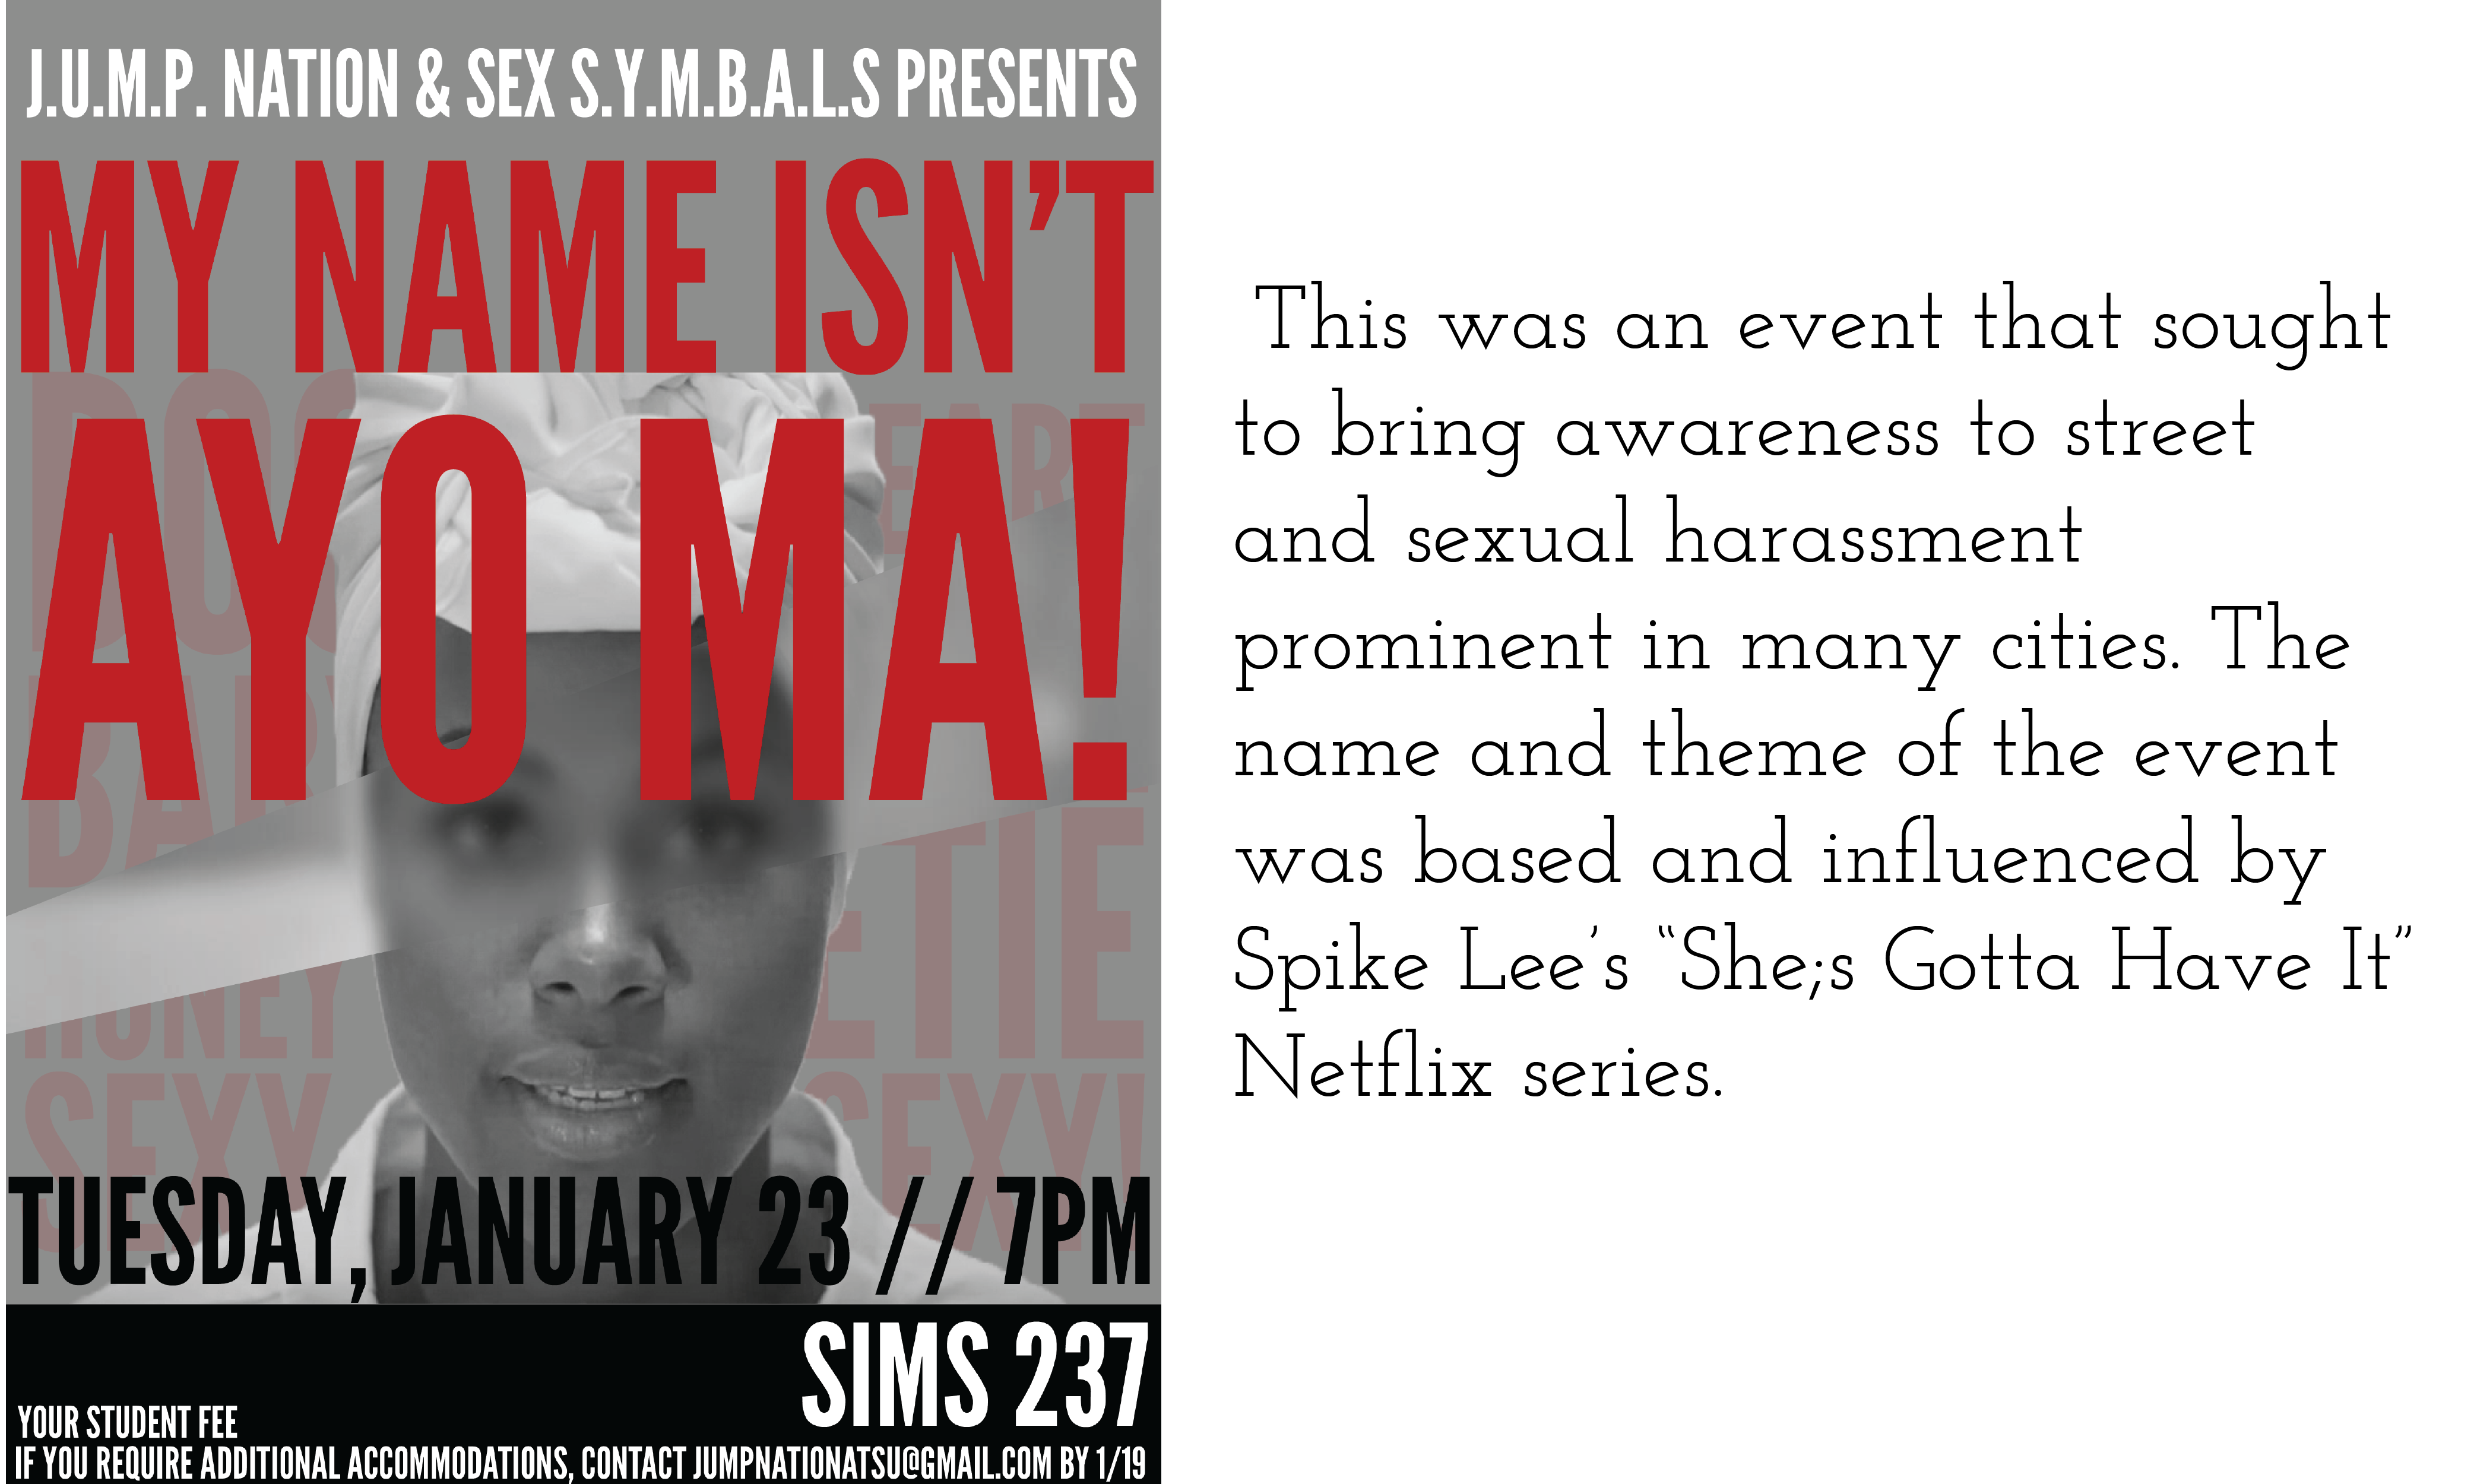 J.U.M.P. NATION & SEX S.Y.M.B.A.L.S PRESENTS
MY NAME ISN'T
AYO MA!
HONEY
SEXY
SEXY!
TUESDAY, JANUARY 23 // 7PM
SIMS 237
YOUR STUDENT FEE
IF YOU REQUIRE ADDITIONAL ACCOMMODATIONS, CONTACT JUMPNATIONATSU@GMAIL.COM BY 1/19
This was an event that sought
to bring awareness to street
and sexual harassment
prominent in many cities. The
name and theme of the event
was based and influenced by
Spike Lee's “She;s Gotta Have It”
Netflix series.